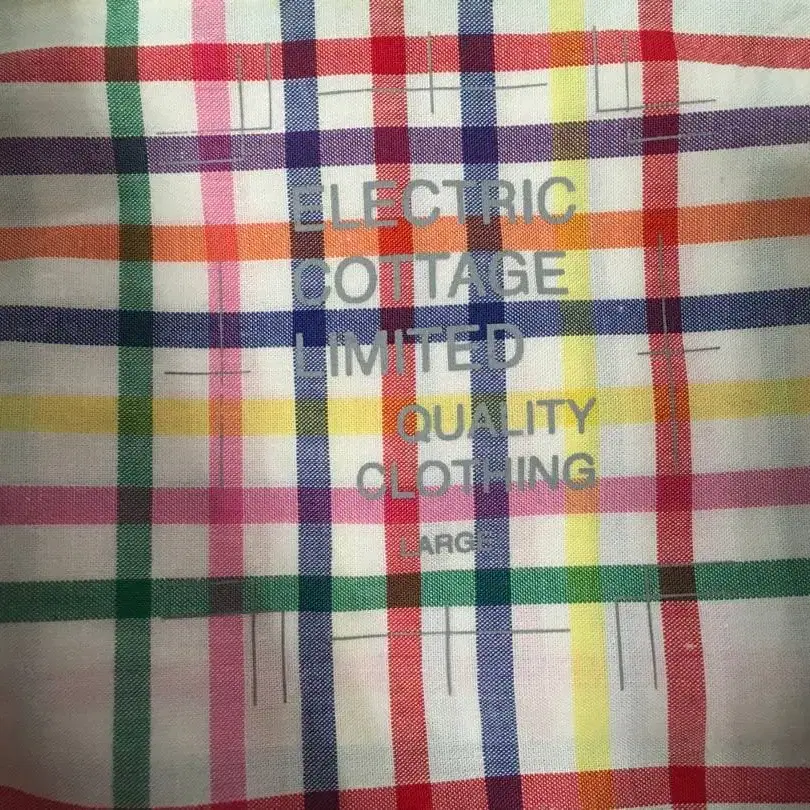 ELECTRIC
COTTAGE
LIMITED
QUALITY
CLOTHING
LARGE